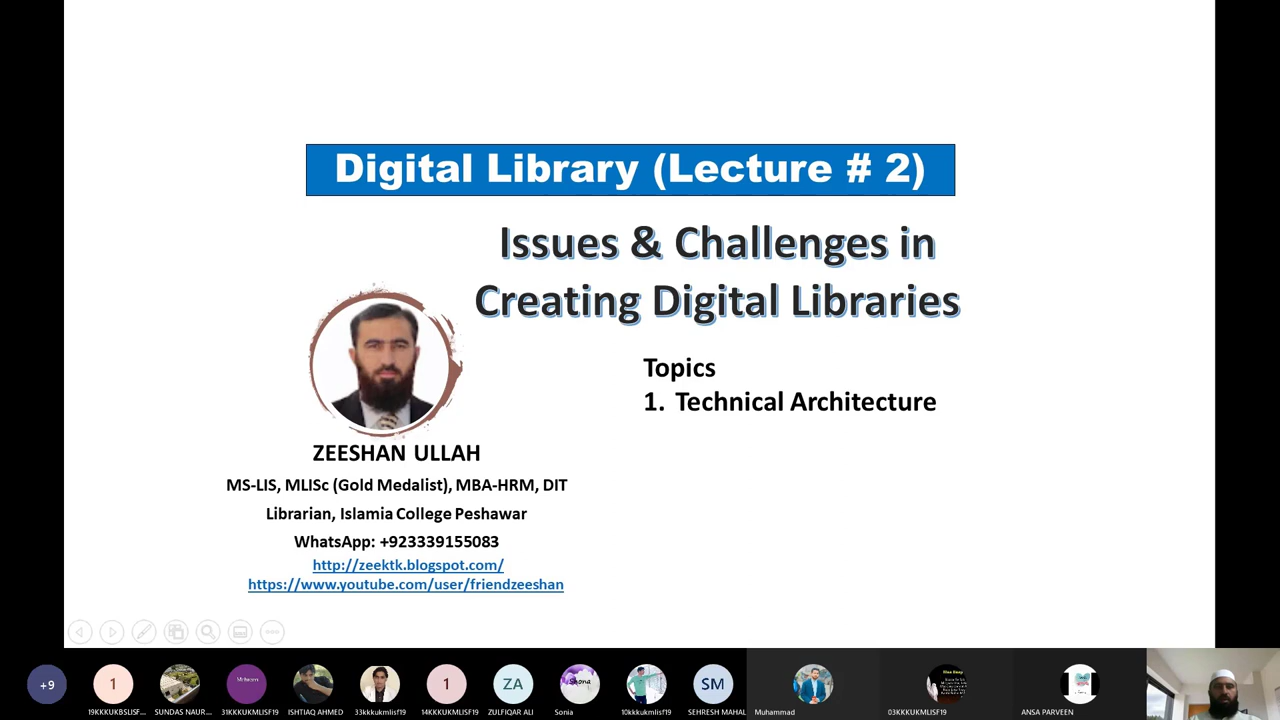 Digital Library (Lecture # 2)
Issues & Challenges in
Creating Digital Libraries
Topics
1. Technical Architecture
ZEESHAN ULLAH
MS-LIS, MLISc (Gold Medalist), MBA-HRM, DIT
Librarian, Islamia College Peshawar
WhatsApp: +923339155083
http://zeektk.blogspot.com/
https://www.youtube.com/user/friendzeeshan
+9
1
1
ZA
Shona
SM
19KKKUKBSLISF...
SUNDAS NAUR...
31KKKUKMLISF19
ISHTIAQ AHMED
33kkkukmlisf19
14KKKUKMLISF19
ZULFIQAR ALI
Sonia
10kkkukmlisf19
SEHRESH MAHAL
Muhammad
03KKKUKMLISF19
ANSA PARVEEN